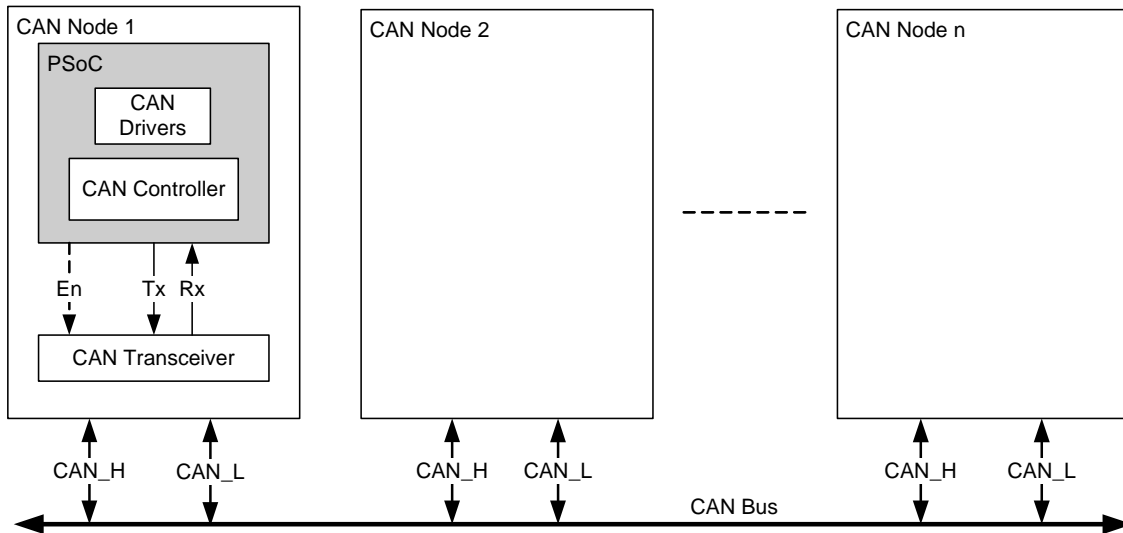 CAN Node 1
PSoC
CAN
Drivers
CAN Controller
En
Tx
Rx
CAN Transceiver
CAN_H
CAN_L
CAN Node 2
CAN_H
CAN_L
CAN Node n
CAN_H
CAN_L
CAN Bus